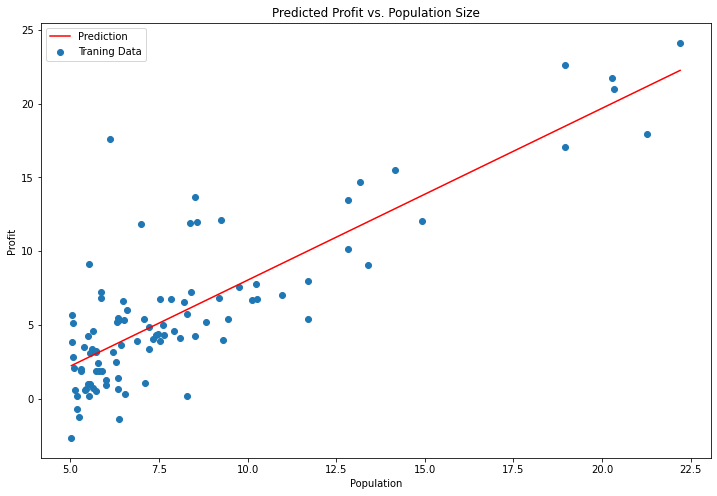 Predicted Profit vs. Population Size
Prediction
Traning Data
25
20
15
10
5
0
Profit
5.0 7.5 10.0 12.5 15.0 17.5 20.0 22.5
Population